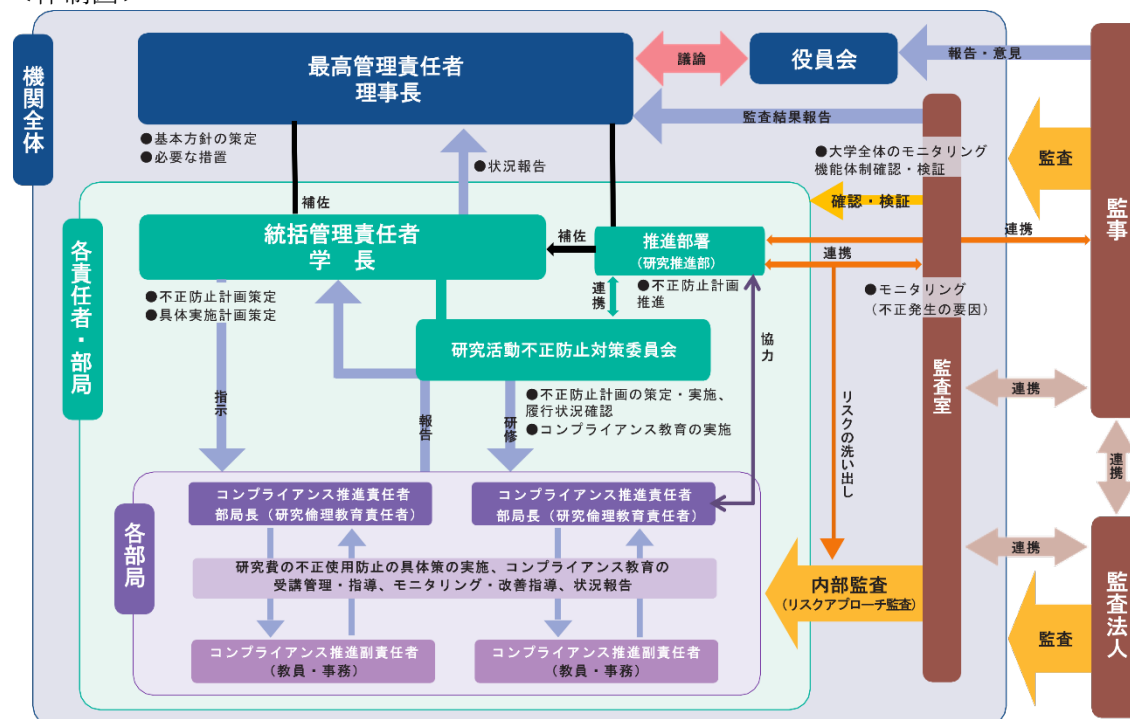 機関全体
最高管理責任者
理事長
議論
役員会
報告・意見
監査結果報告
●基本方針の策定
●必要な措置
●状況報告
●大学全体のモニタリング
機能体制確認・検証
監査
監事
確認・検証
各責任者・部局
補佐
統括管理責任者
学 長
補佐
推進部署
(研究推進部)
連携
連携
●不正防止計画策定
●具体実施計画策定
連携
●不正防止計画
推進
●モニタリング
(不正発生の要因)
協力
研究活動不正防止対策委員会
監査室
連携
指示
報告
研修
●不正防止計画の策定・実施、
履行状況確認
●コンプライアンス教育の実施
リスクの洗い出し
連携
各部局
コンプライアンス推進責任者
部局長(研究倫理教育責任者)
コンプライアンス推進責任者
部局長(研究倫理教育責任者)
連携
監査法人
研究費の不正使用防止の具体策の実施、コンプライアンス教育の
受講管理・指導、モニタリング・改善指導、状況報告
内部監査
(リスクアプローチ監査)
監査
コンプライアンス推進副責任者
(教員・事務)
コンプライアンス推進副責任者
(教員・事務)